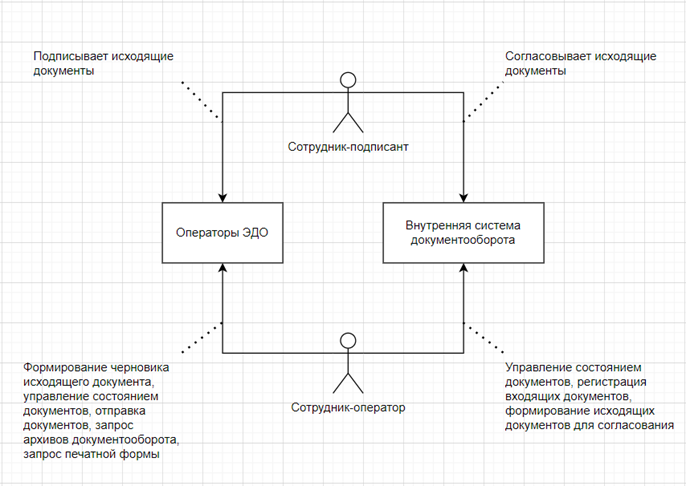 Подписывает исходящие
документы
Согласовывает исходящие
документы
Сотрудник-подписант
Операторы ЭДО
Внутренняя система
документооборота
Сотрудник-оператор
Формирование черновика
исходящего документа,
управление состоянием
документов, отправка
документов, запрос
архивов документооборота,
запрос печатной формы
Управление состоянием
документов, регистрация
входящих документов,
формирование исходящих
документов для согласования